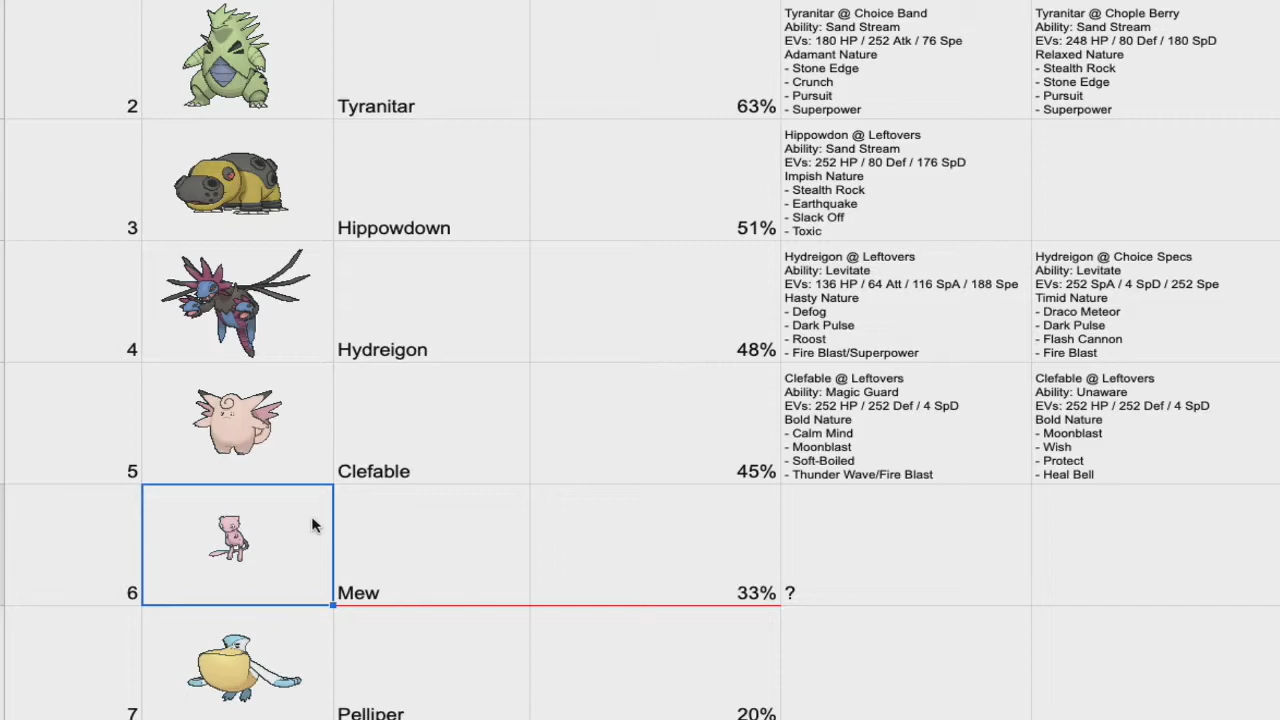 2
Tyranitar
63%
Tyranitar @ Choice Band
Ability: Sand Stream
EVs: 180 HP / 252 Atk / 76 Spe
Adamant Nature
- Stone Edge
- Crunch
- Pursuit
- Superpower
Tyranitar @ Chople Berry
Ability: Sand Stream
EVs: 248 HP / 80 Def / 180 SpD
Relaxed Nature
- Stealth Rock
- Stone Edge
- Pursuit
- Superpower
3
Hippowdown
51%
Hippowdon @ Leftovers
Ability: Sand Stream
EVs: 252 HP / 80 Def / 176 SpD
Impish Nature
- Stealth Rock
- Earthquake
- Slack Off
- Toxic
4
Hydreigon
48%
Hydreigon @ Leftovers
Ability: Levitate
EVs: 136 HP / 64 Att / 116 SpA / 188 Spe
Hasty Nature
- Defog
- Dark Pulse
- Roost
- Fire Blast/Superpower
Hydreigon @ Choice Specs
Ability: Levitate
EVs: 252 SpA / 4 SpD / 252 Spe
Timid Nature
- Draco Meteor
- Dark Pulse
- Flash Cannon
- Fire Blast
5
Clefable
45%
Clefable @ Leftovers
Ability: Magic Guard
EVs: 252 HP / 252 Def / 4 SpD
Bold Nature
- Calm Mind
- Moonblast
- Soft-Boiled
- Thunder Wave/Fire Blast
Clefable @ Leftovers
Ability: Unaware
EVs: 252 HP / 252 Def / 4 SpD
Bold Nature
- Moonblast
- Wish
- Protect
- Heal Bell
6
Mew
33%
?
7
Pelliper
20%